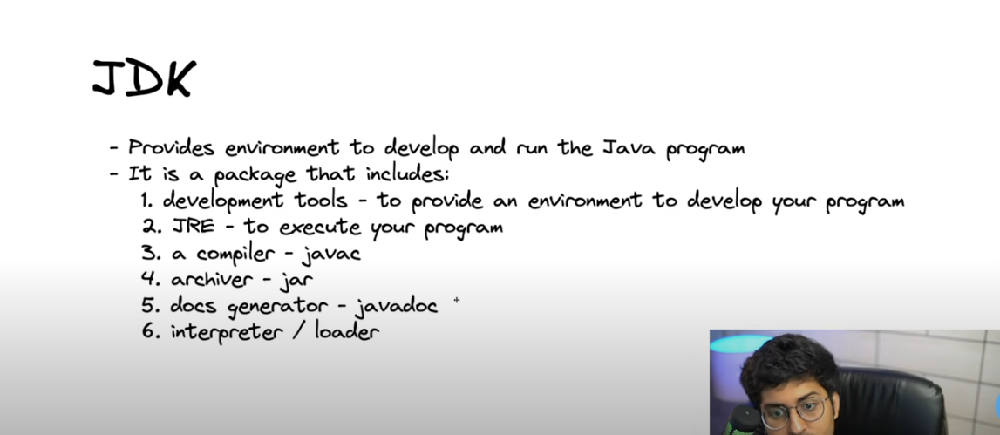 JDK
- Provides environment to develop and run the Java program
- It is a package that includes:
1. development tools - to provide an environment to develop your program
2. JRE - to execute your program
3. a compiler - javac
4. archiver - jar
5. docs generator - javadoc
6. interpreter / loader